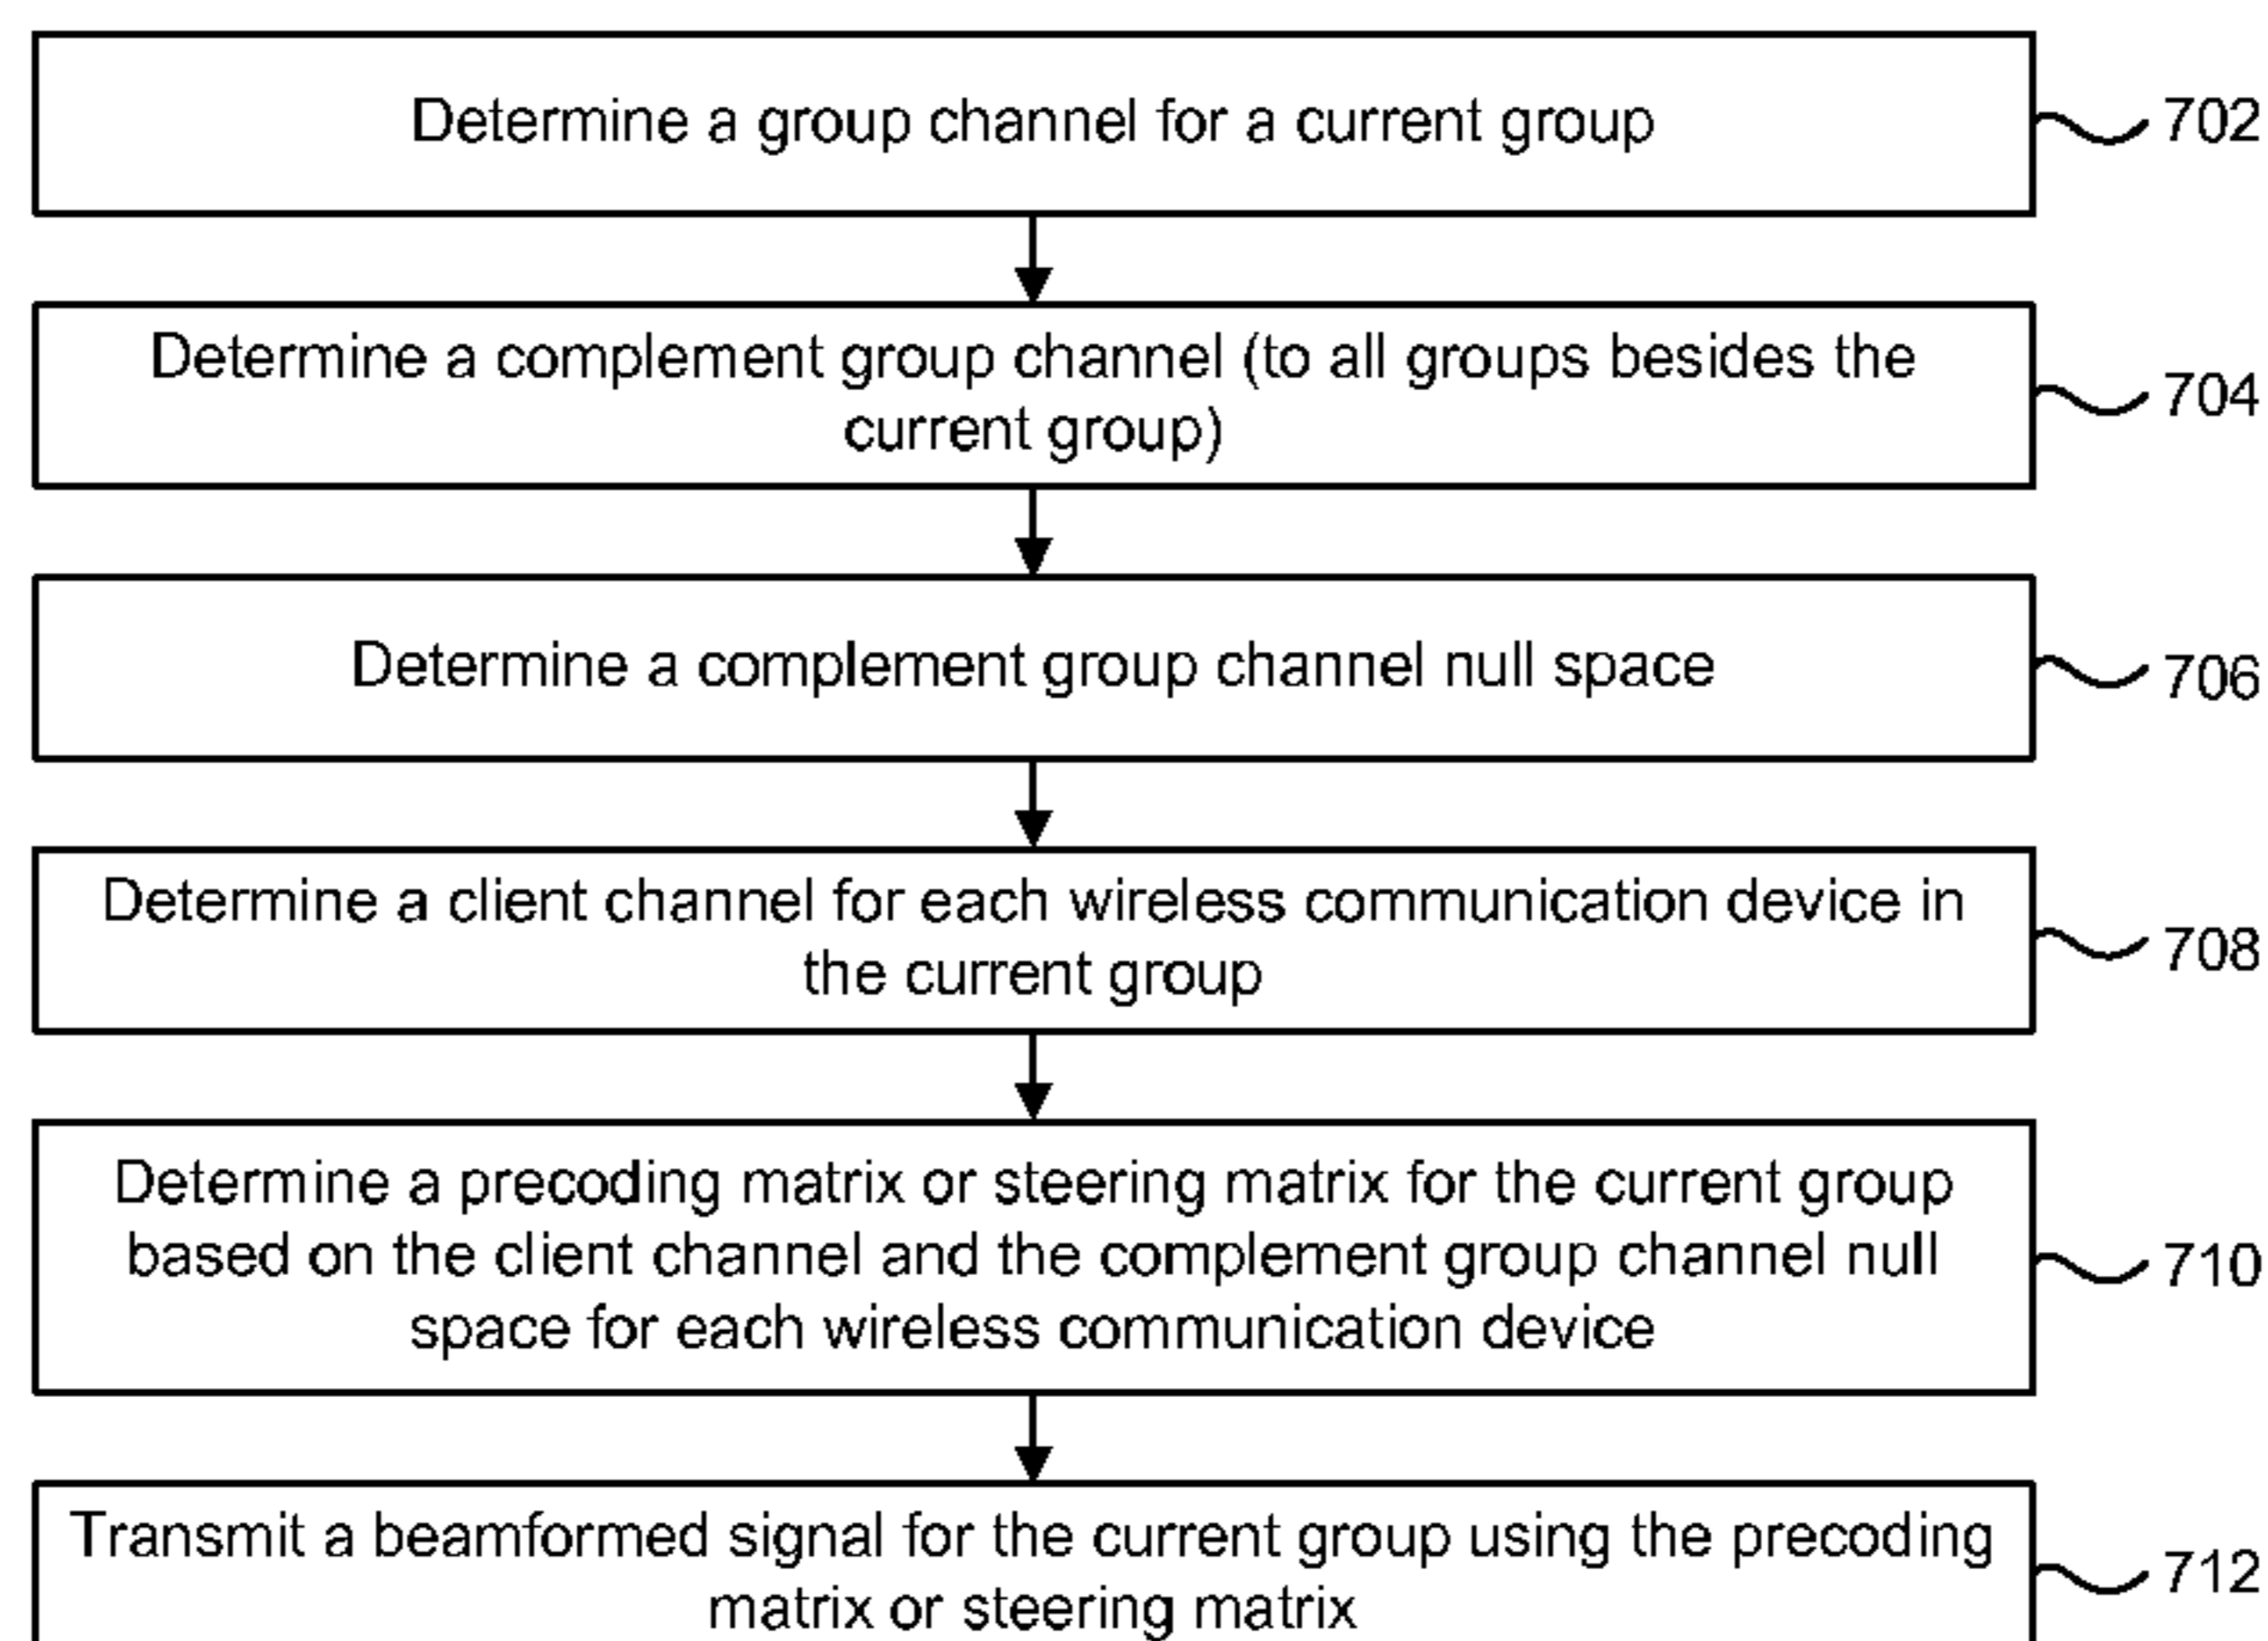 Determine a group channel for a current group
702
Determine a complement group channel (to all groups besides the
current group)
704
Determine a complement group channel null space
706
Determine a client channel for each wireless communication device in
the current group
708
Determine a precoding matrix or steering matrix for the current group
based on the client channel and the complement group channel null
space for each wireless communication device
710
Transmit a beamformed signal for the current group using the precoding
matrix or steering matrix
712